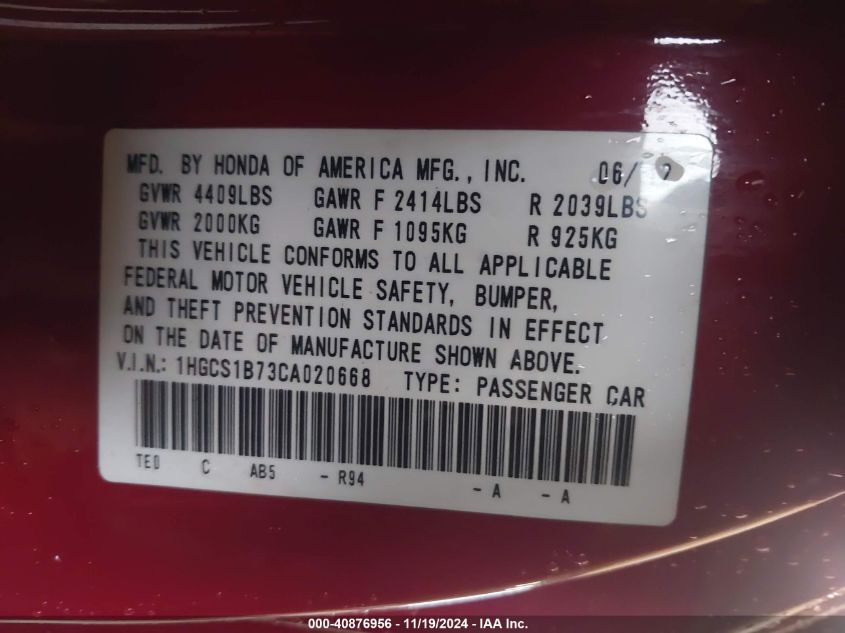 MFD. BY HONDA OF AMERICA MFG., INC. 06/
GVWR 4409LBS GAWR F 2414LBS R 2039LBS
GVWR 2000KG GAWR F 1095KG R 925KG
THIS VEHICLE CONFORMS TO ALL APPLICABLE
FEDERAL MOTOR VEHICLE SAFETY, BUMPER,
AND THEFT PREVENTION STANDARDS IN EFFECT
ON THE DATE OF MANUFACTURE SHOWN ABOVE.
V.I.N.: 1HGCS1B73CA020668 TYPE: PASSENGER CAR
TE0 C AB5 - R94 - A - A
000-40876956 - 11/19/2024 - IAA Inc.